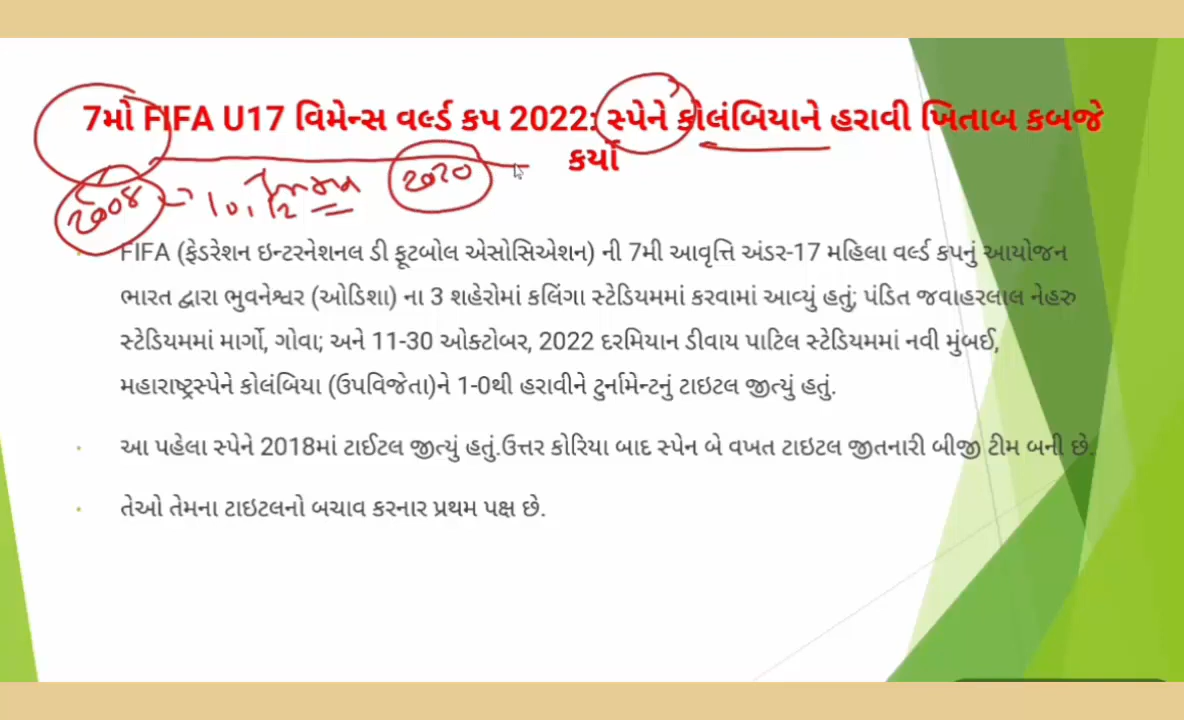 7મો FIFA U17 વિમેન્સ વર્લ્ડ કપ 2022: સ્પેને કોલંબિયાને હરાવી ખિતાબ કબજે
કર્યો
2008 10, 12 2020
FIFA (ફેડરેશન ઇન્ટરનેશનલ ડી ફૂટબોલ એસોસિએશન) ની 7મી આવૃત્તિ અંડર-17 મહિલા વર્લ્ડ કપનું આયોજન
ભારત દ્વારા ભુવનેશ્વર (ઓડિશા) ના 3 શહેરોમાં કલિંગા સ્ટેડિયમમાં કરવામાં આવ્યું હતું; પંડિત જવાહરલાલ નેહરુ
સ્ટેડિયમમાં માર્ગો, ગોવા; અને 11-30 ઓક્ટોબર, 2022 દરમિયાન ડીવાય પાટિલ સ્ટેડિયમમાં નવી મુંબઈ,
મહારાષ્ટ્રસ્પેને કોલંબિયા (ઉપવિજેતા)ને 1-0થી હરાવીને ટુર્નામેન્ટનું ટાઇટલ જીત્યું હતું.
આ પહેલા સ્પેને 2018માં ટાઈટલ જીત્યું હતું.ઉત્તર કોરિયા બાદ સ્પેન બે વખત ટાઇટલ જીતનારી બીજી ટીમ બની છે.
તેઓ તેમના ટાઇટલનો બચાવ કરનાર પ્રથમ પક્ષ છે.